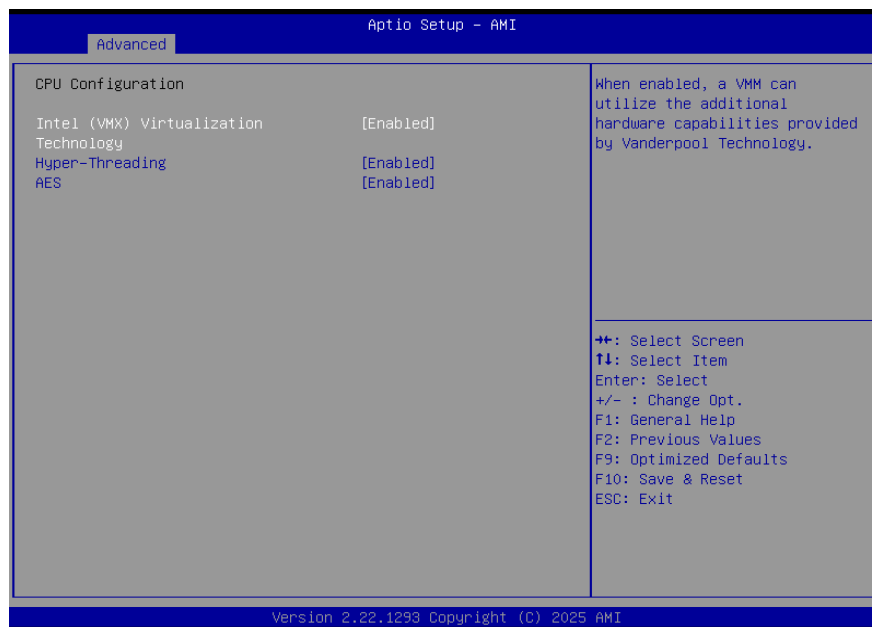 Aptio Setup – AMI
Advanced
CPU Configuration
Intel (VMX) Virtualization Technology [Enabled]
Hyper-Threading [Enabled]
AES [Enabled]
When enabled, a VMM can
utilize the additional
hardware capabilities provided
by Vanderpool Technology.
→←: Select Screen
↑↓: Select Item
Enter: Select
+/- : Change Opt.
F1: General Help
F2: Previous Values
F9: Optimized Defaults
F10: Save & Reset
ESC: Exit
Version 2.22.1293 Copyright (C) 2025 AMI